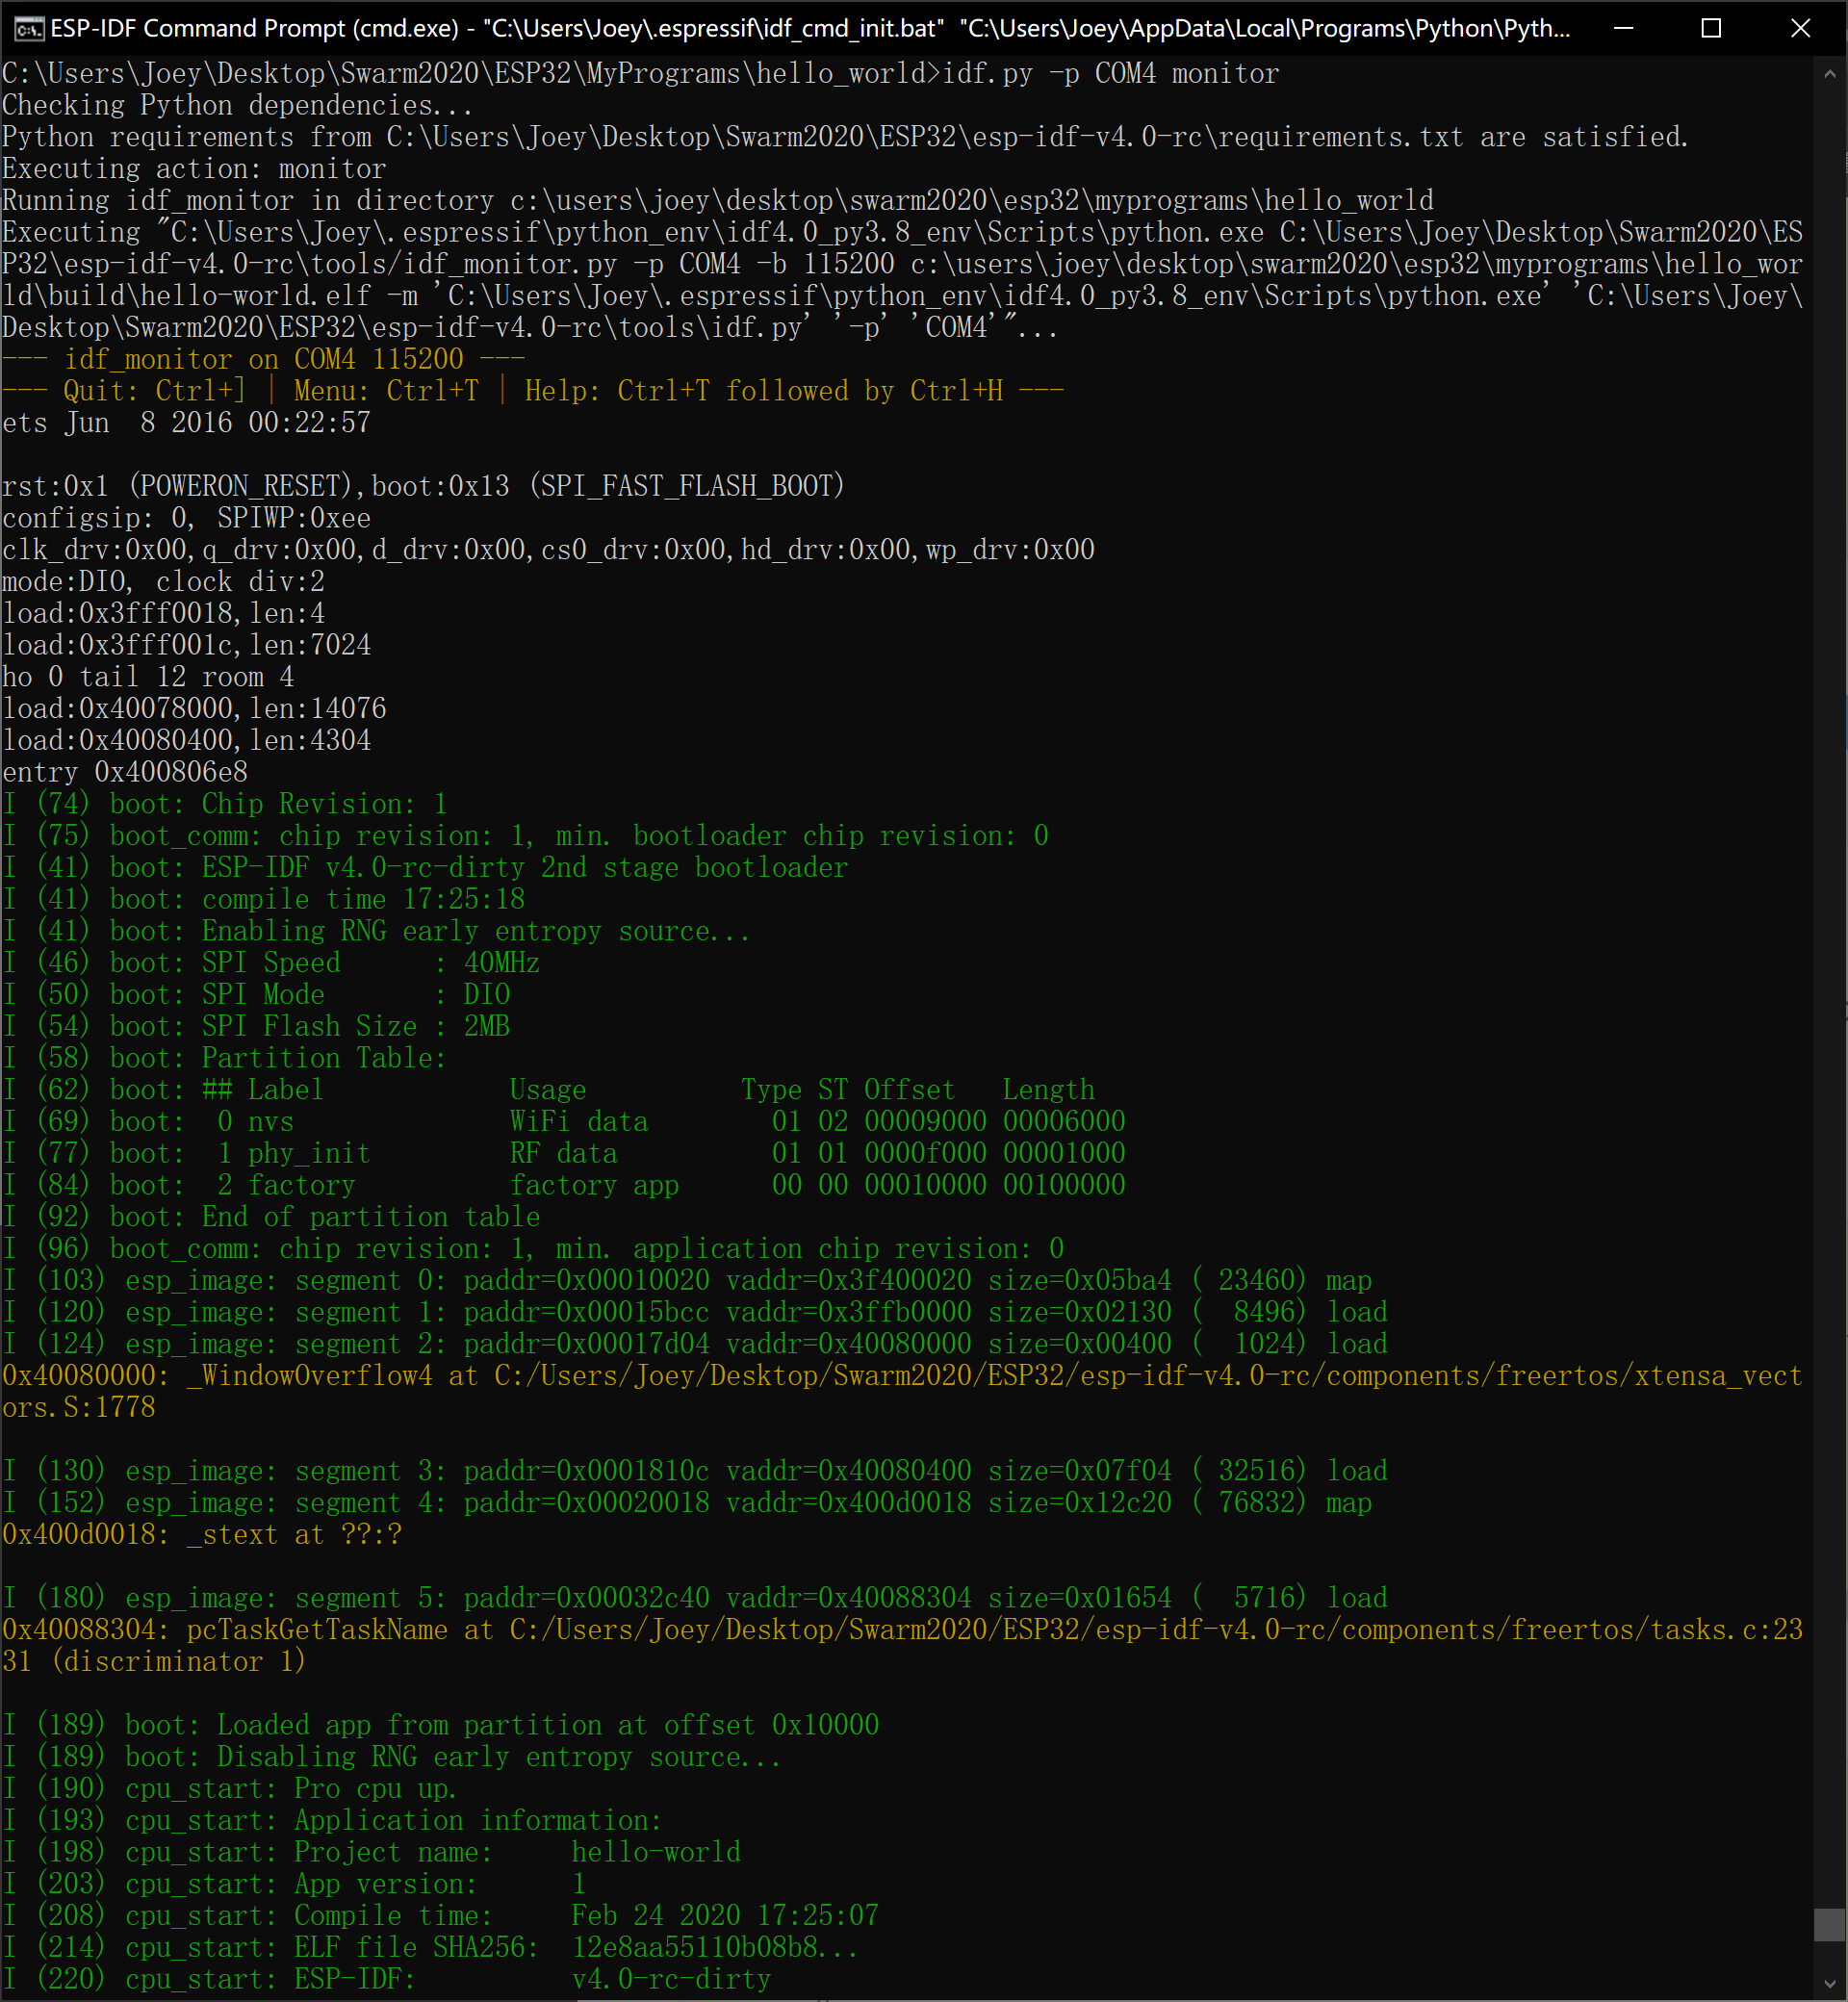 ESP-IDF Command Prompt (cmd.exe) - "C:\Users\Joey\.espressif\idf_cmd_init.bat"  "C:\Users\Joey\AppData\Local\Programs\Python\Pyth...
C:\Users\Joey\Desktop\Swarm2020\ESP32\MyPrograms\hello_world>idf.py -p COM4 monitor
Checking Python dependencies...
Python requirements from C:\Users\Joey\Desktop\Swarm2020\ESP32\esp-idf-v4.0-rc\requirements.txt are satisfied.
Executing action: monitor
Running idf_monitor in directory c:\users\joey\desktop\swarm2020\esp32\myprograms\hello_world
Executing "C:\Users\Joey\.espressif\python_env\idf4.0_py3.8_env\Scripts\python.exe C:\Users\Joey\Desktop\Swarm2020\ES
P32\esp-idf-v4.0-rc\tools/idf_monitor.py -p COM4 -b 115200 c:\users\joey\desktop\swarm2020\esp32\myprograms\hello_wor
ld\build\hello-world.elf -m 'C:\Users\Joey\.espressif\python_env\idf4.0_py3.8_env\Scripts\python.exe' 'C:\Users\Joey\
Desktop\Swarm2020\ESP32\esp-idf-v4.0-rc\tools\idf.py' '-p' 'COM4'"...
--- idf_monitor on COM4 115200 ---
--- Quit: Ctrl+] | Menu: Ctrl+T | Help: Ctrl+T followed by Ctrl+H ---
ets Jun  8 2016 00:22:57
rst:0x1 (POWERON_RESET),boot:0x13 (SPI_FAST_FLASH_BOOT)
configsip: 0, SPIWP:0xee
clk_drv:0x00,q_drv:0x00,d_drv:0x00,cs0_drv:0x00,hd_drv:0x00,wp_drv:0x00
mode:DIO, clock div:2
load:0x3fff0018,len:4
load:0x3fff001c,len:7024
ho 0 tail 12 room 4
load:0x40078000,len:14076
load:0x40080400,len:4304
entry 0x400806e8
I (74) boot: Chip Revision: 1
I (75) boot_comm: chip revision: 1, min. bootloader chip revision: 0
I (41) boot: ESP-IDF v4.0-rc-dirty 2nd stage bootloader
I (41) boot: compile time 17:25:18
I (41) boot: Enabling RNG early entropy source...
I (46) boot: SPI Speed      : 40MHz
I (50) boot: SPI Mode       : DIO
I (54) boot: SPI Flash Size : 2MB
I (58) boot: Partition Table:
I (62) boot: ## Label            Usage          Type ST Offset   Length
I (69) boot:  0 nvs              WiFi data        01 02 00009000 00006000
I (77) boot:  1 phy_init         RF data          01 01 0000f000 00001000
I (84) boot:  2 factory          factory app      00 00 00010000 00100000
I (92) boot: End of partition table
I (96) boot_comm: chip revision: 1, min. application chip revision: 0
I (103) esp_image: segment 0: paddr=0x00010020 vaddr=0x3f400020 size=0x05ba4 ( 23460) map
I (120) esp_image: segment 1: paddr=0x00015bcc vaddr=0x3ffb0000 size=0x02130 (  8496) load
I (124) esp_image: segment 2: paddr=0x00017d04 vaddr=0x40080000 size=0x00400 (  1024) load
0x40080000: _WindowOverflow4 at C:/Users/Joey/Desktop/Swarm2020/ESP32/esp-idf-v4.0-rc/components/freertos/xtensa_vect
ors.S:1778
I (130) esp_image: segment 3: paddr=0x0001810c vaddr=0x40080400 size=0x07f04 ( 32516) load
I (152) esp_image: segment 4: paddr=0x00020018 vaddr=0x400d0018 size=0x12c20 ( 76832) map
0x400d0018: _stext at ??:?
I (180) esp_image: segment 5: paddr=0x00032c40 vaddr=0x40088304 size=0x01654 (  5716) load
0x40088304: pcTaskGetTaskName at C:/Users/Joey/Desktop/Swarm2020/ESP32/esp-idf-v4.0-rc/components/freertos/tasks.c:23
31 (discriminator 1)
I (189) boot: Loaded app from partition at offset 0x10000
I (189) boot: Disabling RNG early entropy source...
I (190) cpu_start: Pro cpu up.
I (193) cpu_start: Application information:
I (198) cpu_start: Project name:     hello-world
I (203) cpu_start: App version:      1
I (208) cpu_start: Compile time:     Feb 24 2020 17:25:07
I (214) cpu_start: ELF file SHA256:  12e8aa55110b08b8...
I (220) cpu_start: ESP-IDF:          v4.0-rc-dirty